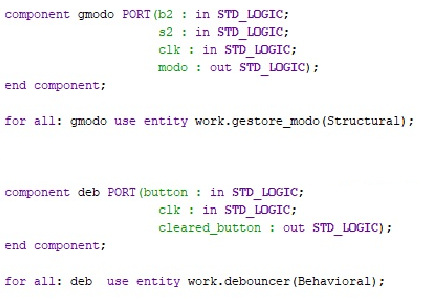 component gmodo PORT(b2 : in STD_LOGIC;
s2 : in STD_LOGIC;
clk : in STD_LOGIC;
modo : out STD_LOGIC);
end component;
for all: gmodo use entity work.gestore_modo(Structural);
component deb PORT(button : in STD_LOGIC;
clk : in STD_LOGIC;
cleared_button : out STD_LOGIC);
end component;
for all: deb  use entity work.debouncer(Behavioral);